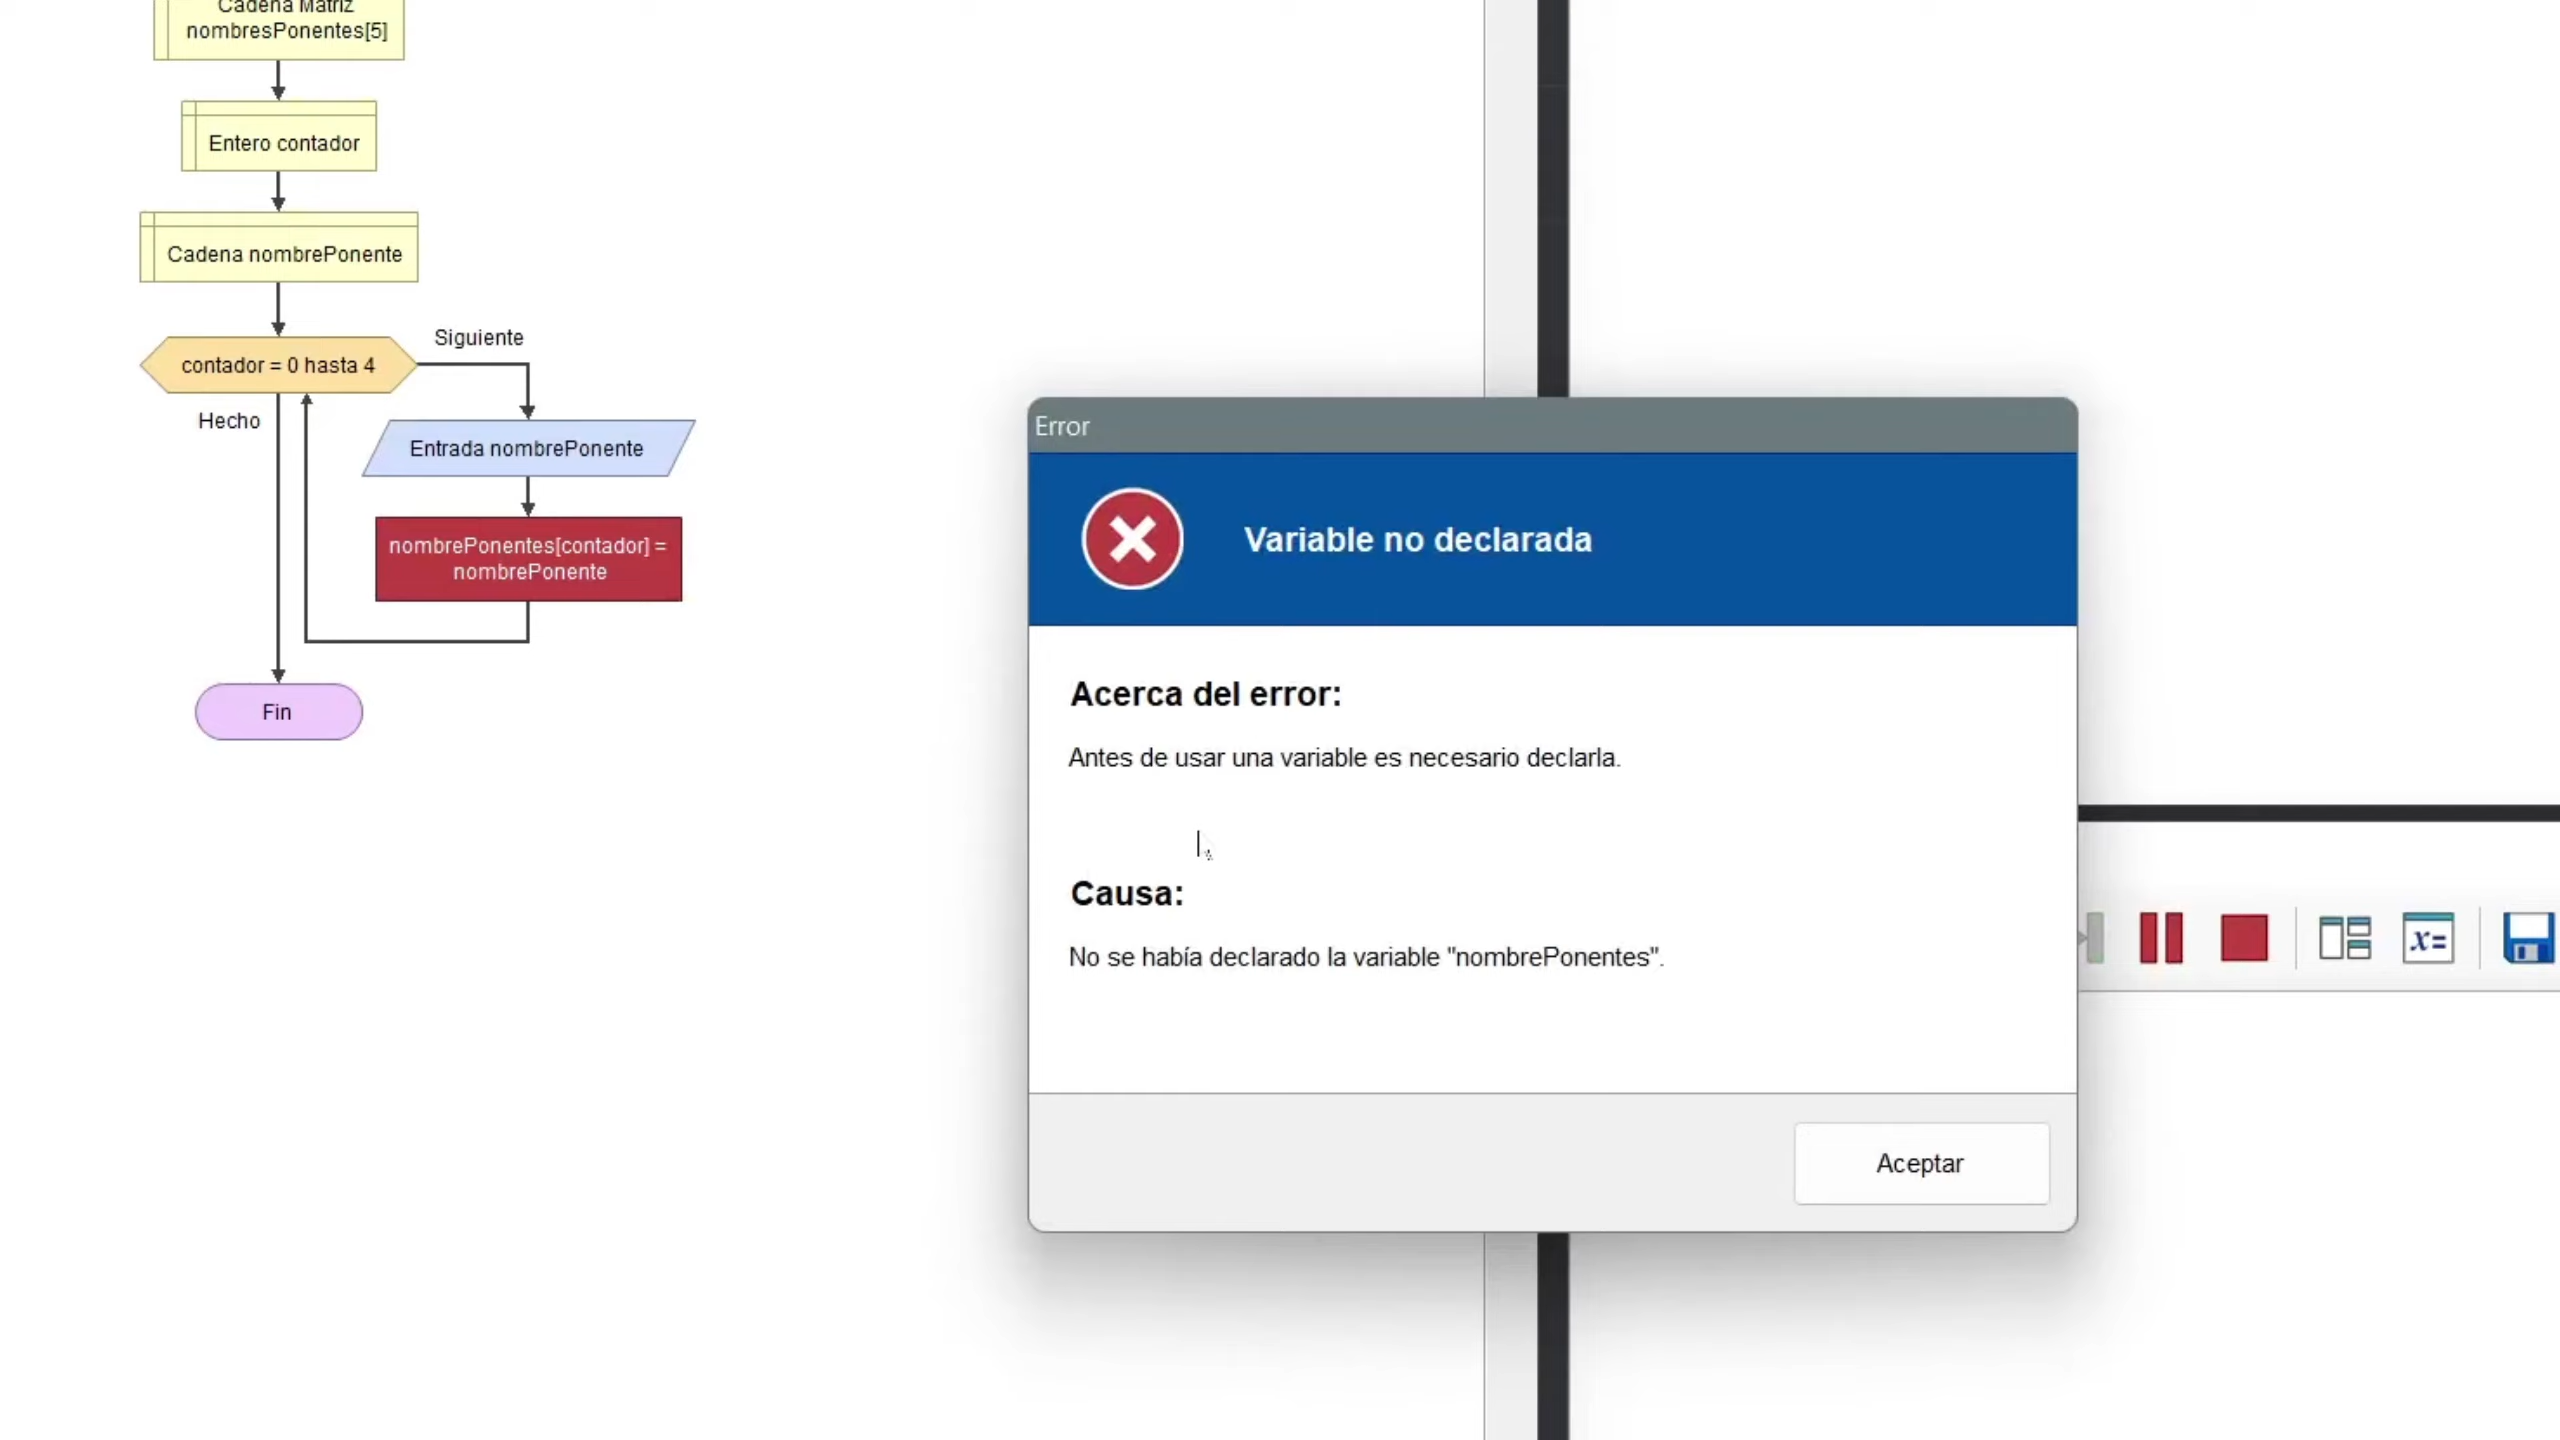 Cadena Matriz
nombresPonentes[5]
Entero contador
Cadena nombrePonente
contador = 0 hasta 4
Siguiente
Hecho
Entrada nombrePonente
nombrePonentes[contador] =
nombrePonente
Fin
Error
Variable no declarada
Acerca del error:
Antes de usar una variable es necesario declarla.
Causa:
No se había declarado la variable "nombrePonentes".
Aceptar
x=